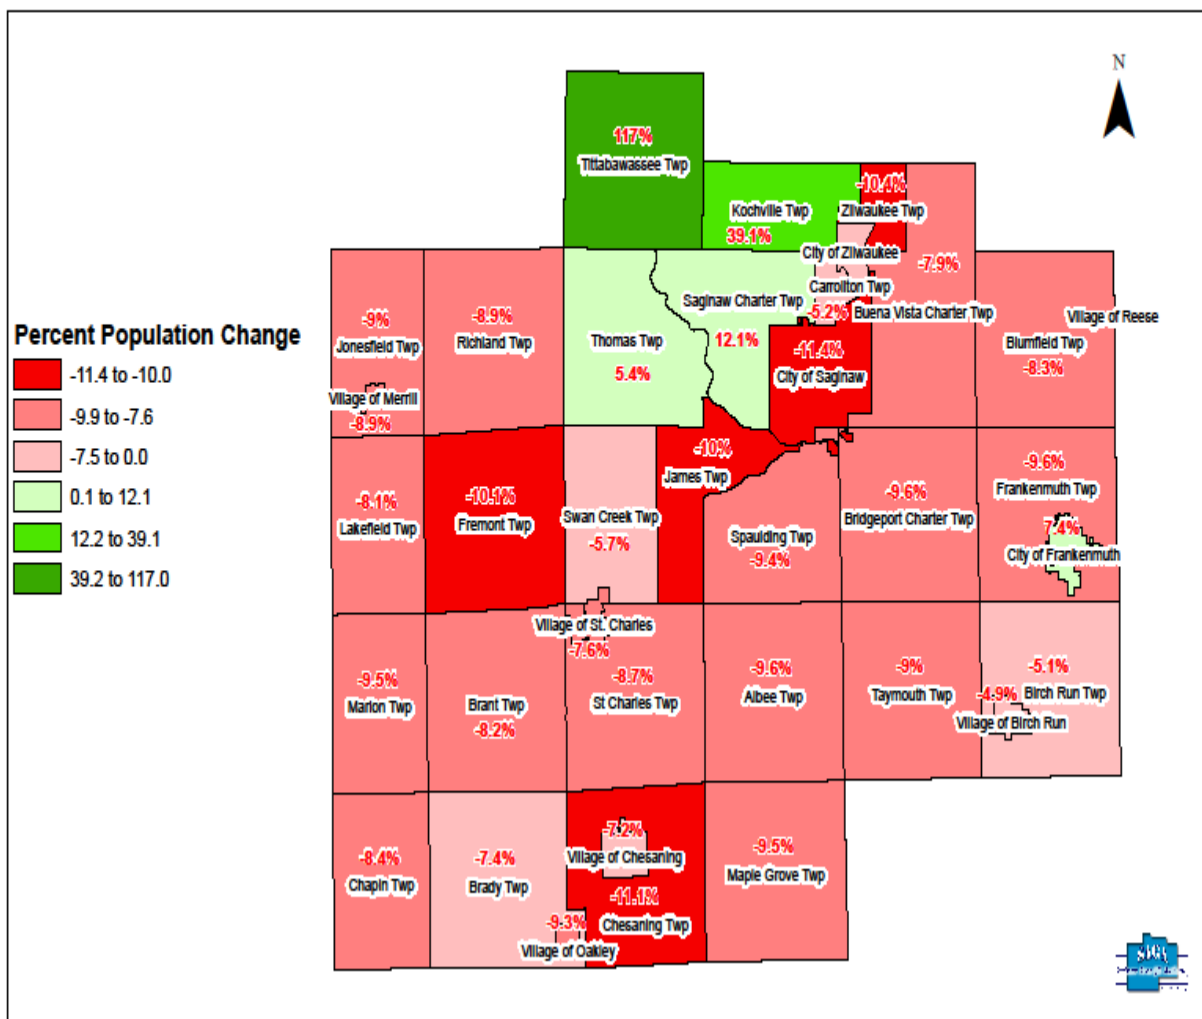 N
117%
Tittabawassee Twp
-10.4%
Kochville Twp
Zilwaukee Twp
39.1%
City of Zilwaukee
-7.9%
Carrollton Twp
Saginaw Charter Twp
-5.2%
Buena Vista Charter Twp
Village of Reese
Percent Population Change
-11.4 to -10.0
-9.9 to -7.6
-7.5 to 0.0
0.1 to 12.1
12.2 to 39.1
39.2 to 117.0
-9%
Jonesfield Twp
-8.9%
Richland Twp
Thomas Twp
5.4%
12.1%
-11.4%
City of Saginaw
Blumfield Twp
-8.3%
Village of Merrill
-8.9%
-8.1%
Lakefield Twp
-10.1%
Fremont Twp
Swan Creek Twp
-5.7%
-10%
James Twp
Spaulding Twp
-9.4%
-9.6%
Bridgeport Charter Twp
-9.6%
Frankenmuth Twp
7.4%
City of Frankenmuth
Village of St. Charles
-7.6%
-9.5%
Marion Twp
Brant Twp
-8.2%
-8.7%
St Charles Twp
-9.6%
Albee Twp
-9%
Taymouth Twp
-5.1%
-4.9%
Birch Run Twp
Village of Birch Run
-8.4%
Chapin Twp
-7.4%
Brady Twp
-7.2%
Village of Chesaning
-11.1%
Chesaning Twp
-9.3%
Village of Oakley
-9.5%
Maple Grove Twp